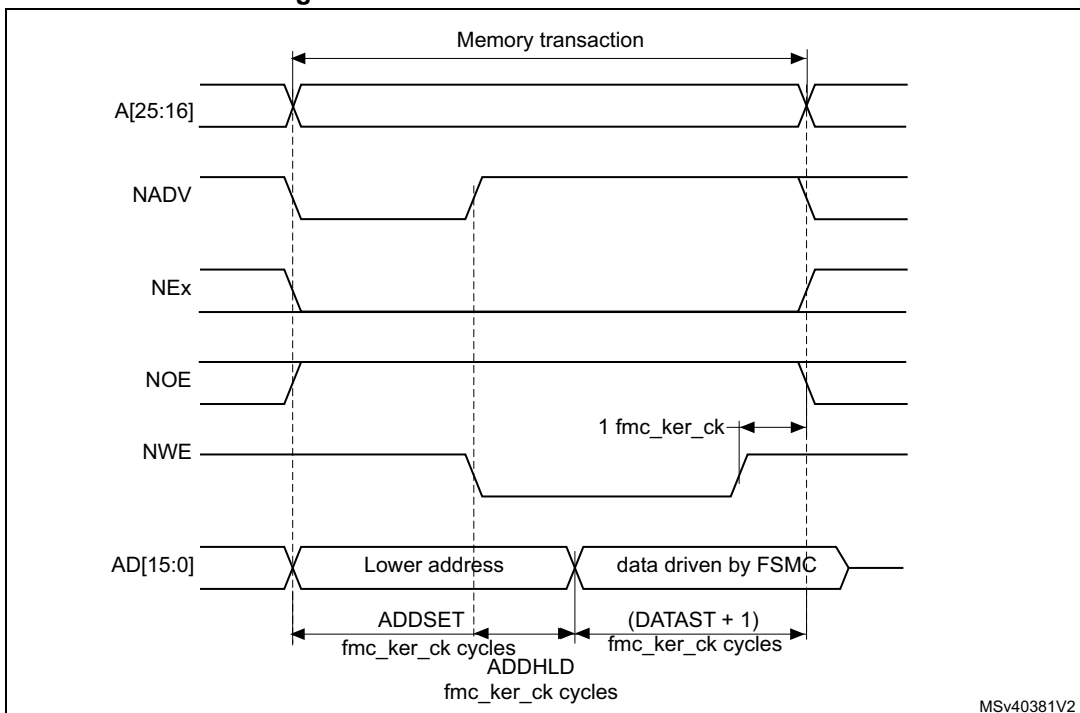 g
Memory transaction
A[25:16]
NADV
NEx
NOE
1 fmc_ker_ck
NWE
AD[15:0]
Lower address
data driven by FSMC
ADDSET
(DATAST + 1)
fmc_ker_ck cycles
fmc_ker_ck cycles
ADDHLD
fmc_ker_ck cycles
MSv40381V2